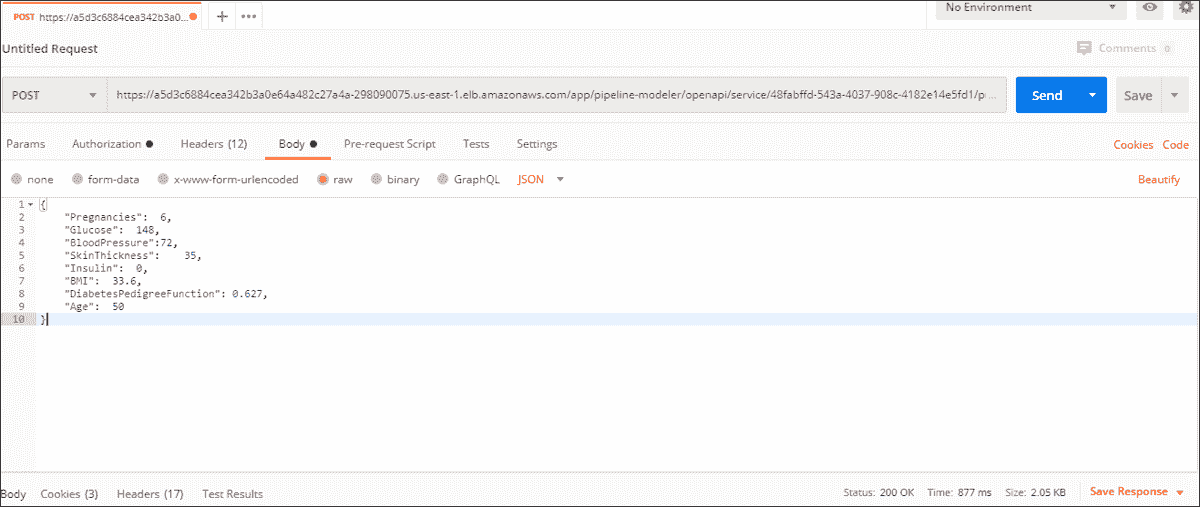 POST https://a5d3c6884cea342b3a0... + •••
No Environment
Untitled Request
Comments 0
POST https://a5d3c6884cea342b3a0e64a482c27a4a-298090075.us-east-1.elb.amazonaws.com/app/pipeline-modeler/openapi/service/48fabffd-543a-4037-908c-4182e14e5fd1/p... Send Save
Params Authorization Headers (12) Body Pre-request Script Tests Settings Cookies Code
none form-data x-www-form-urlencoded raw binary GraphQL JSON Beautify
1 {
2 "Pregnancies": 6,
3 "Glucose": 148,
4 "BloodPressure":72,
5 "SkinThickness": 35,
6 "Insulin": 0,
7 "BMI": 33.6,
8 "DiabetesPedigreeFunction": 0.627,
9 "Age": 50
10 }
Body Cookies (3) Headers (17) Test Results Status: 200 OK Time: 877 ms Size: 2.05 KB Save Response